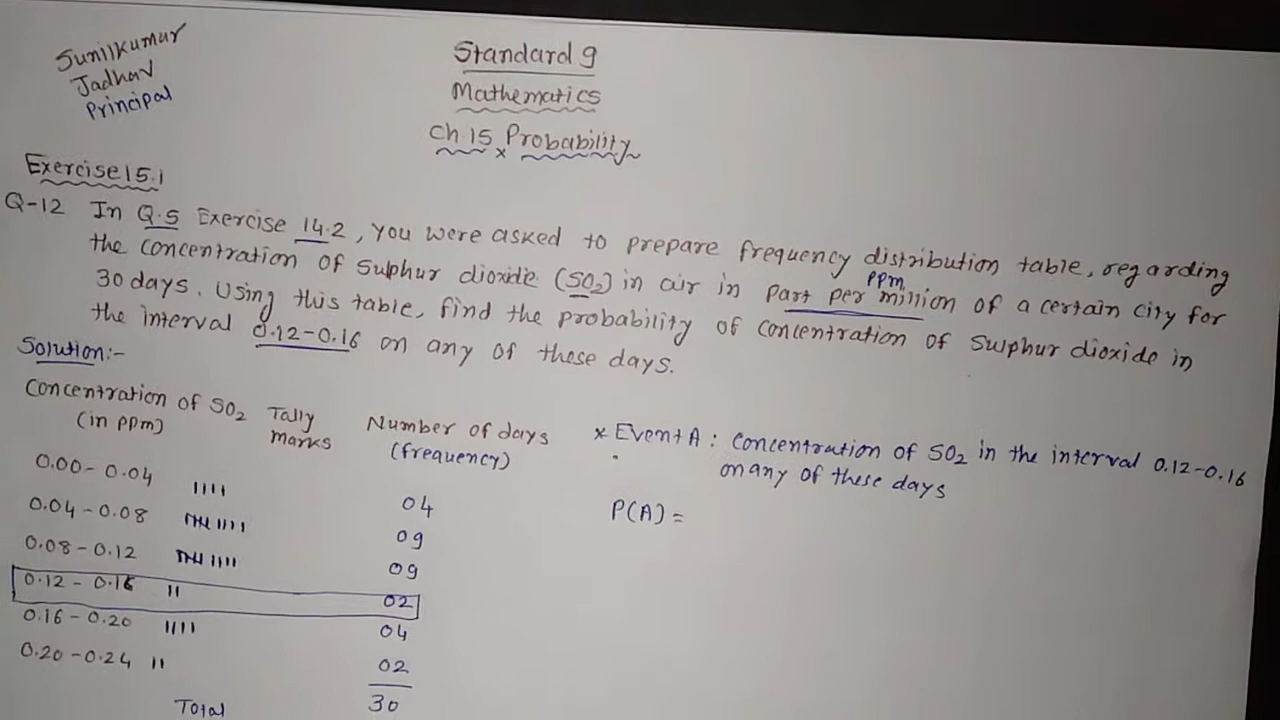 Sunilkumar
Jadhav
Principal
Standard 9
Mathematics
Ch 15 Probability
x
Exercise 15.1
Q-12 In Q.5 Exercise 14.2, you were asked to prepare frequency distribution table, regarding
the concentration of Sulphur dioxide (SO2) in air in part per million of a certain city for
ppm
30 days. Using this table, find the probability of concentration of Sulphur dioxide in
the interval 0.12-0.16 on any of these days.
Solution:-
Concentration of SO2 Tally Number of days
(in ppm) marks (frequency)
0.00-0.04 |||| 04
0.04-0.08 𝍸 |||| 09
0.08-0.12 𝍸 |||| 09
0.12-0.16 || 02
0.16-0.20 |||| 04
0.20-0.24 || 02
Total 30
x Event A : Concentration of SO2 in the interval 0.12-0.16
on any of these days
P(A) =